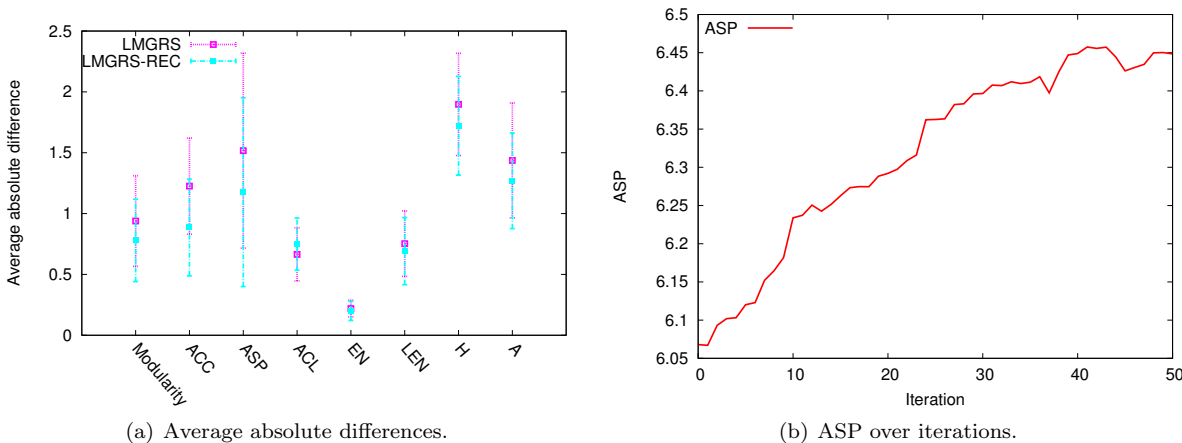 LMGRS
LMGRS-REC
Average absolute difference
2.5
2
1.5
1
0.5
0
Modularity
ACC
ASP
ACL
EN
LEN
H
A
(a) Average absolute differences.
ASP
ASP
6.5
6.45
6.4
6.35
6.3
6.25
6.2
6.15
6.1
6.05
0 10 20 30 40 50
Iteration
(b) ASP over iterations.